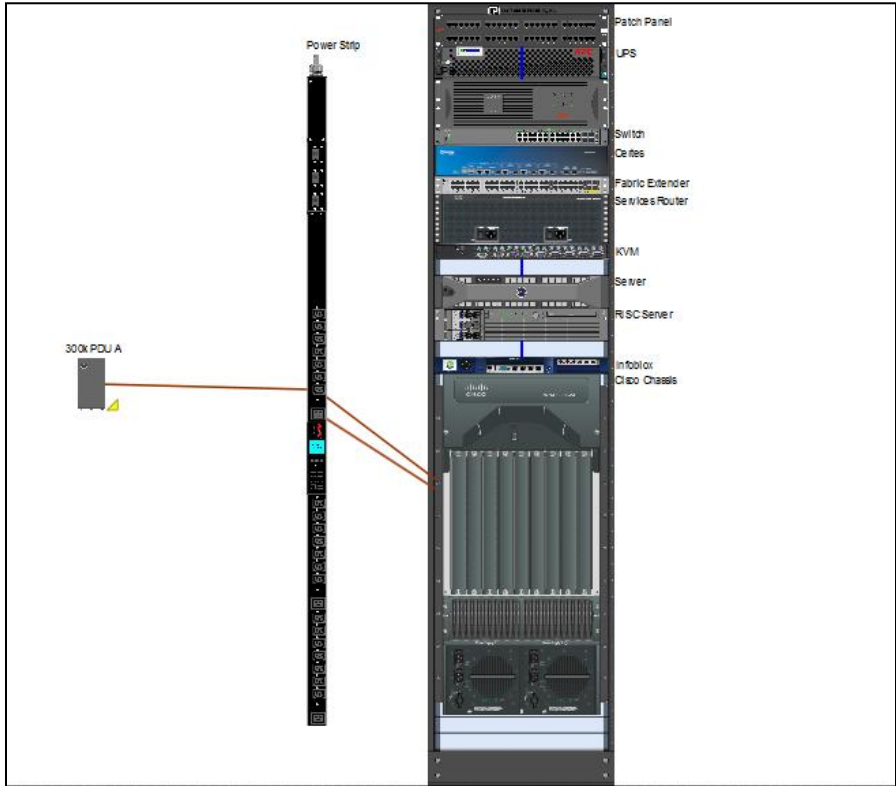 Patch Panel
Power Strip
UPS
Switch
Certes
Fabric Extender
Services Router
KVM
Server
RISC Server
300k PDU A
Infoblox
Cisco Chassis
CISCO